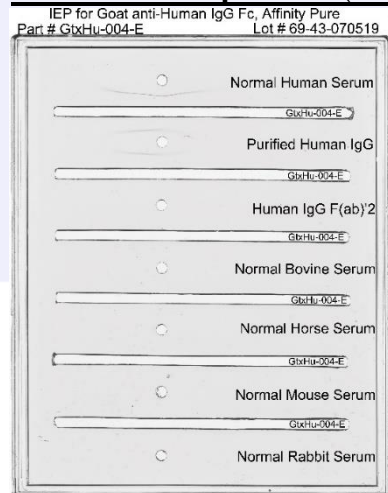 IEP for Goat anti-Human IgG Fc, Affinity Pure
Part # GtxHu-004-E Lot # 69-43-070519
Normal Human Serum
GtxHu-004-E
Purified Human IgG
GtxHu-004-E
Human IgG F(ab)'2
GtxHu-004-E
Normal Bovine Serum
GtxHu-004-E
Normal Horse Serum
GtxHu-004-E
Normal Mouse Serum
GtxHu-004-E
Normal Rabbit Serum